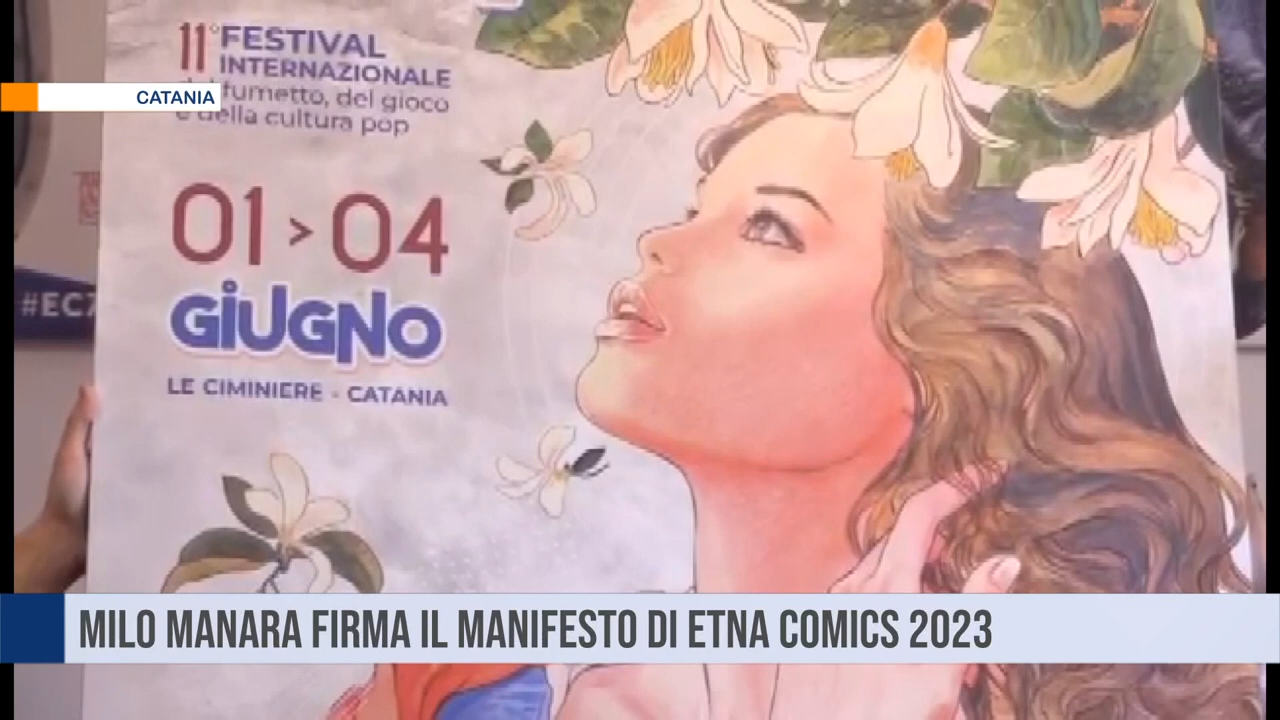 11° FESTIVAL
INTERNAZIONALE
CATANIA
fumetto, del gioco
e della cultura pop
01 > 04
GIUGNO
#EC
LE CIMINIERE - CATANIA
MILO MANARA FIRMA IL MANIFESTO DI ETNA COMICS 2023